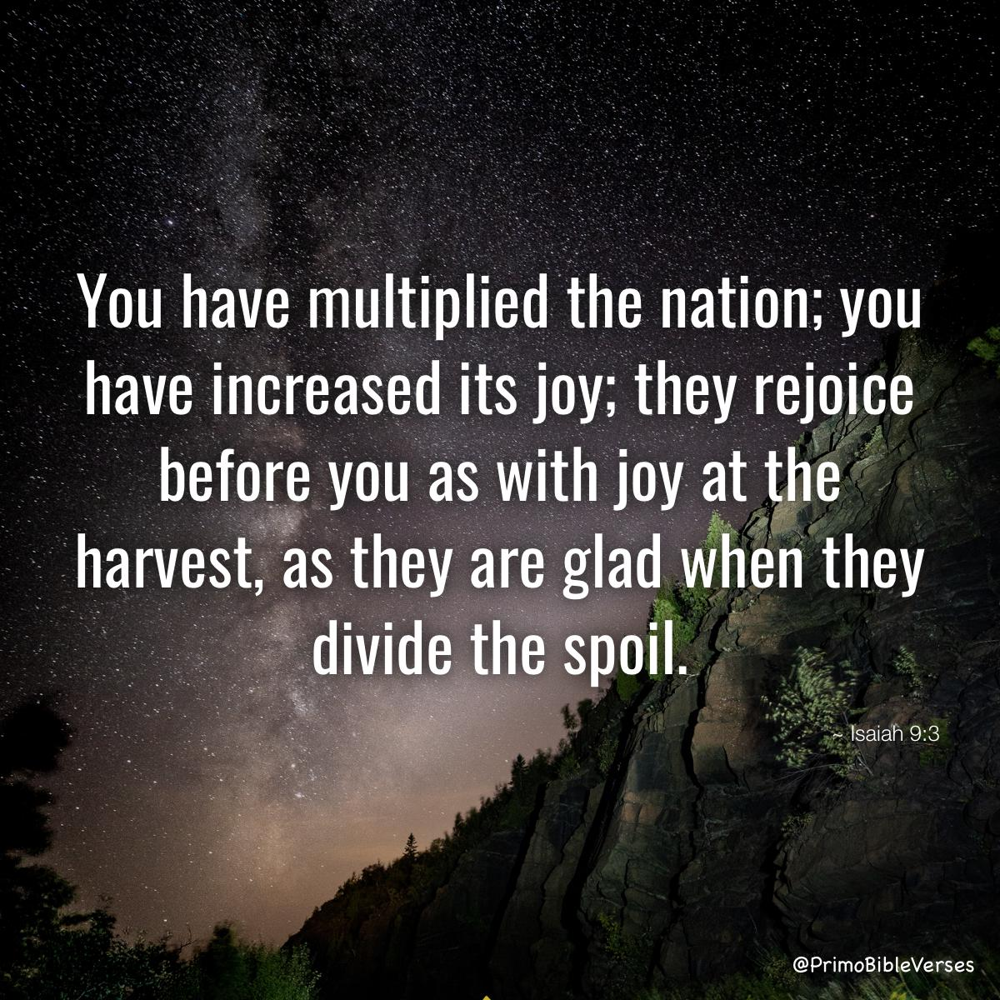 You have multiplied the nation; you
have increased its joy; they rejoice
before you as with joy at the
harvest, as they are glad when they
divide the spoil.
~ Isaiah 9:3
@PrimoBibleVerses